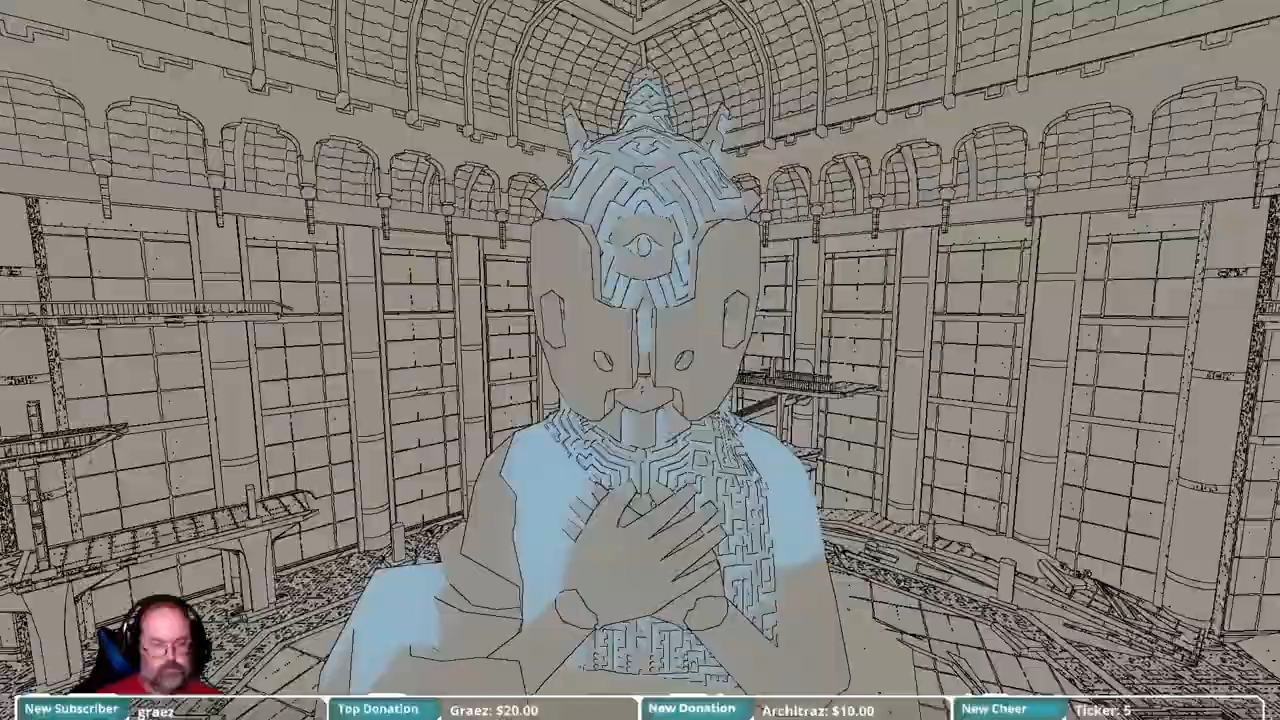 New Subscriber graez
Top Donation Graez: $20.00
New Donation Architraz: $10.00
New Cheer Ticker: 5